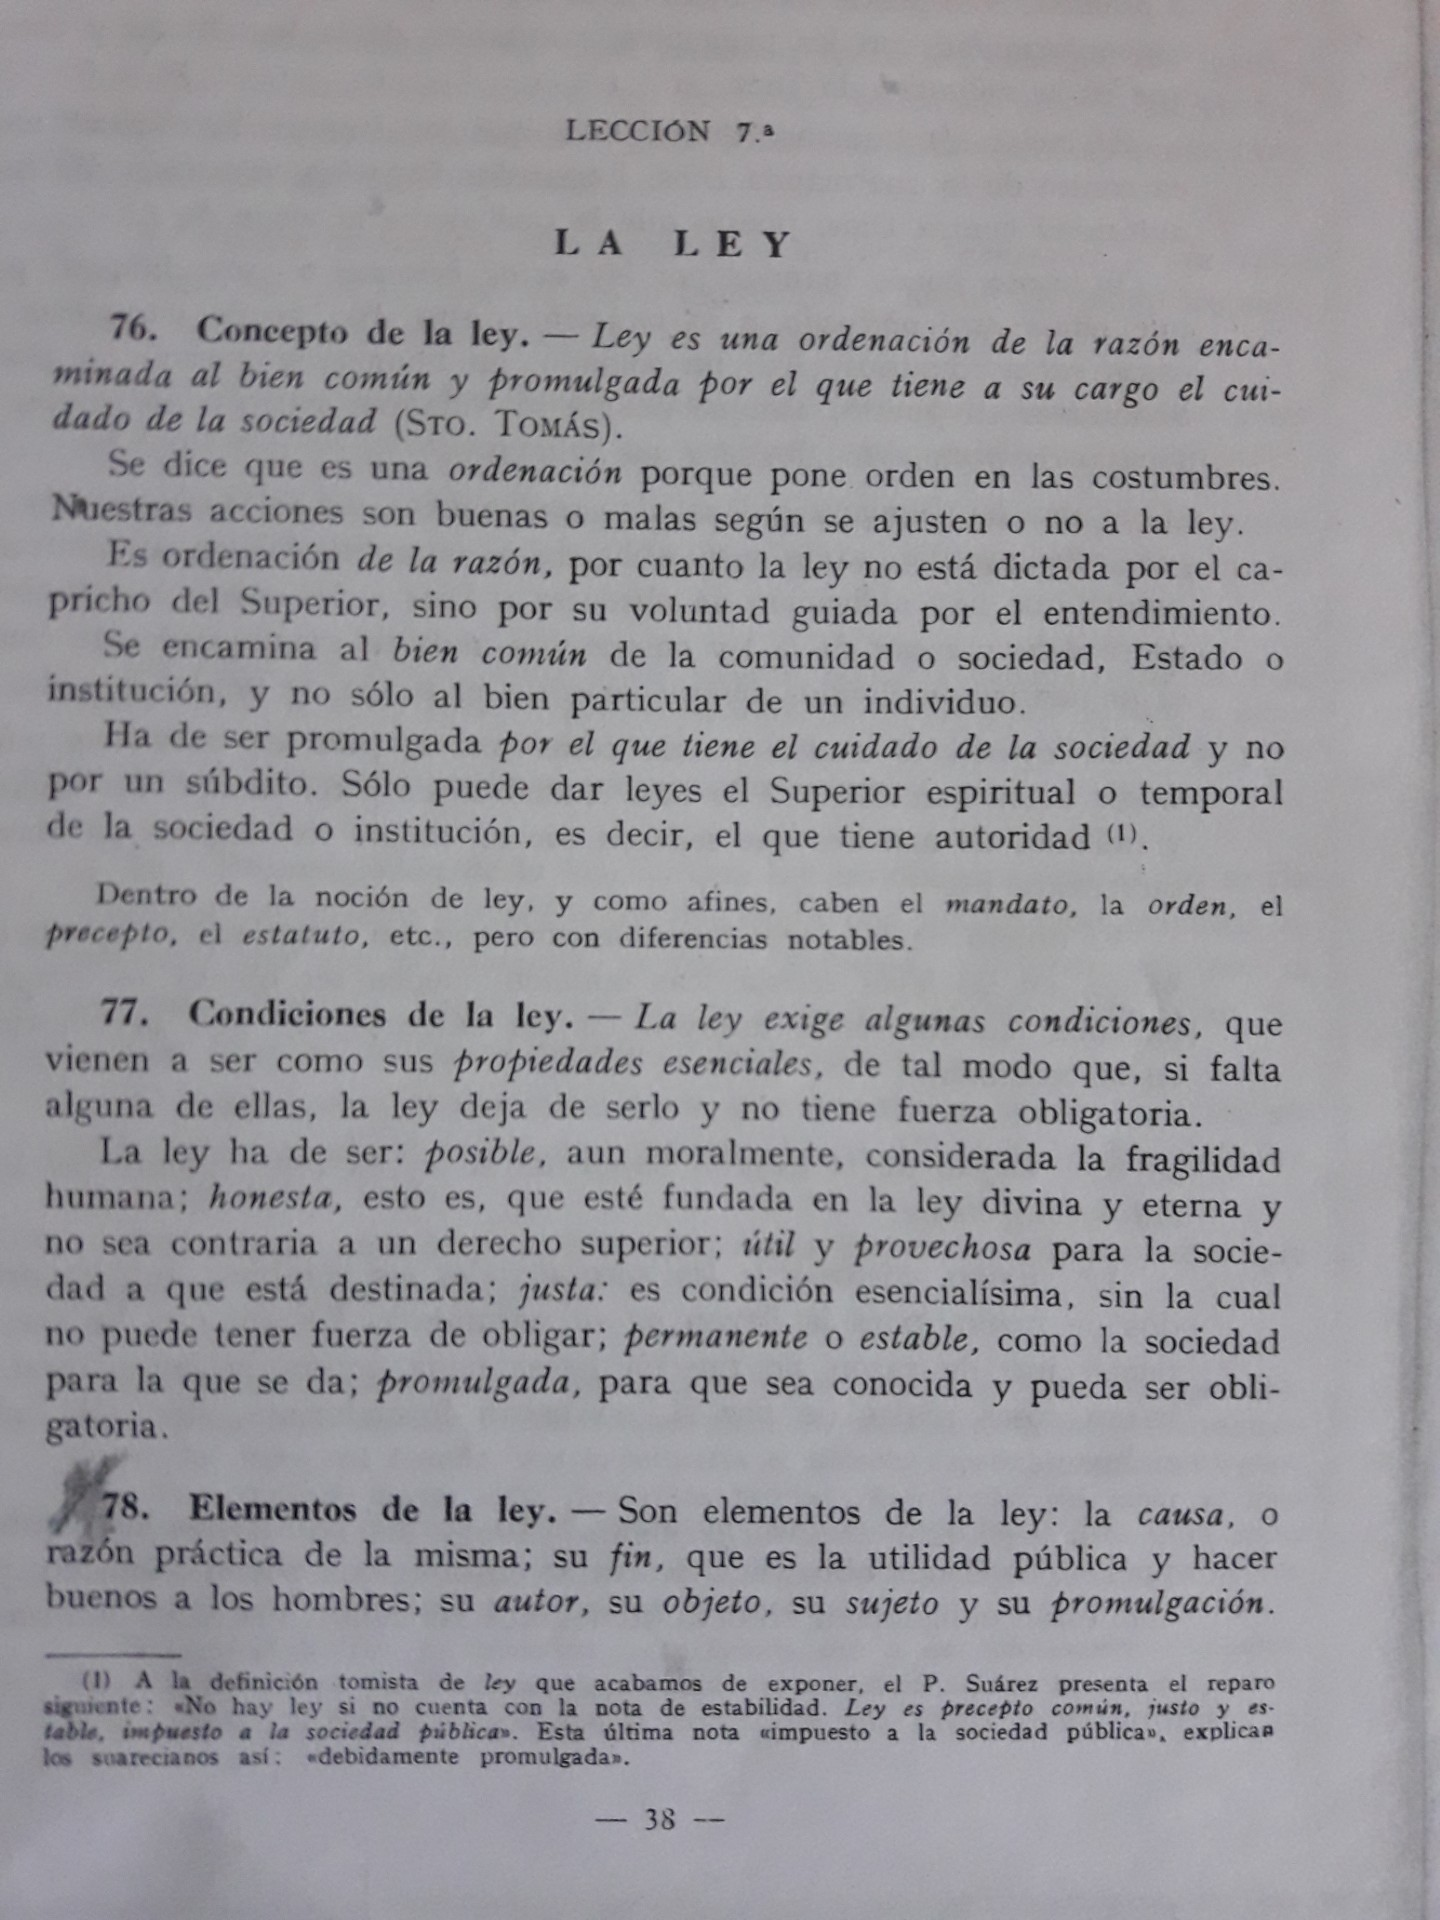 LECCIÓN 7.ª
LA LEY
76. Concepto de la ley. — Ley es una ordenación de la razón enca-
minada al bien común y promulgada por el que tiene a su cargo el cui-
dado de la sociedad (STO. TOMÁS).
Se dice que es una ordenación porque pone orden en las costumbres.
Nuestras acciones son buenas o malas según se ajusten o no a la ley.
Es ordenación de la razón, por cuanto la ley no está dictada por el ca-
pricho del Superior, sino por su voluntad guiada por el entendimiento.
Se encamina al bien común de la comunidad o sociedad, Estado o
institución, y no sólo al bien particular de un individuo.
Ha de ser promulgada por el que tiene el cuidado de la sociedad y no
por un súbdito. Sólo puede dar leyes el Superior espiritual o temporal
de la sociedad o institución, es decir, el que tiene autoridad (1).
Dentro de la noción de ley, y como afines, caben el mandato, la orden, el
precepto, el estatuto, etc., pero con diferencias notables.
77. Condiciones de la ley. — La ley exige algunas condiciones, que
vienen a ser como sus propiedades esenciales, de tal modo que, si falta
alguna de ellas, la ley deja de serlo y no tiene fuerza obligatoria.
La ley ha de ser: posible, aun moralmente, considerada la fragilidad
humana; honesta, esto es, que esté fundada en la ley divina y eterna y
no sea contraria a un derecho superior; útil y provechosa para la socie-
dad a que está destinada; justa: es condición esencialísima, sin la cual
no puede tener fuerza de obligar; permanente o estable, como la sociedad
para la que se da; promulgada, para que sea conocida y pueda ser obli-
gatoria.
78. Elementos de la ley. — Son elementos de la ley: la causa, o
razón práctica de la misma; su fin, que es la utilidad pública y hacer
buenos a los hombres; su autor, su objeto, su sujeto y su promulgación.
(1) A la definición tomista de ley que acabamos de exponer, el P. Suárez presenta el reparo
siguiente: «No hay ley si no cuenta con la nota de estabilidad. Ley es precepto común, justo y es-
table, impuesto a la sociedad pública». Esta última nota «impuesto a la sociedad pública», explican
los suarecianos así: «debidamente promulgada».
— 38 —